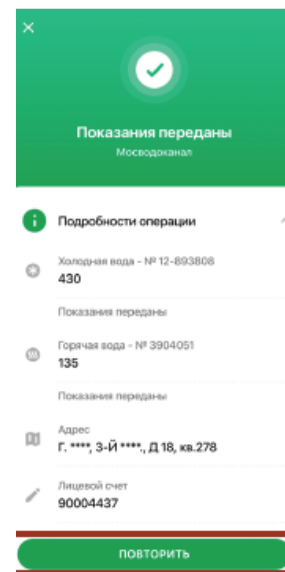 Показания переданы
Мосводоканал
Подробности операции
Холодная вода - № 12-893808
430
Показания переданы
Горячая вода - № 3904051
135
Показания переданы
Адрес
Г. ****, 3-Й ****., Д 18, кв.278
Лицевой счет
90004437
ПОВТОРИТЬ